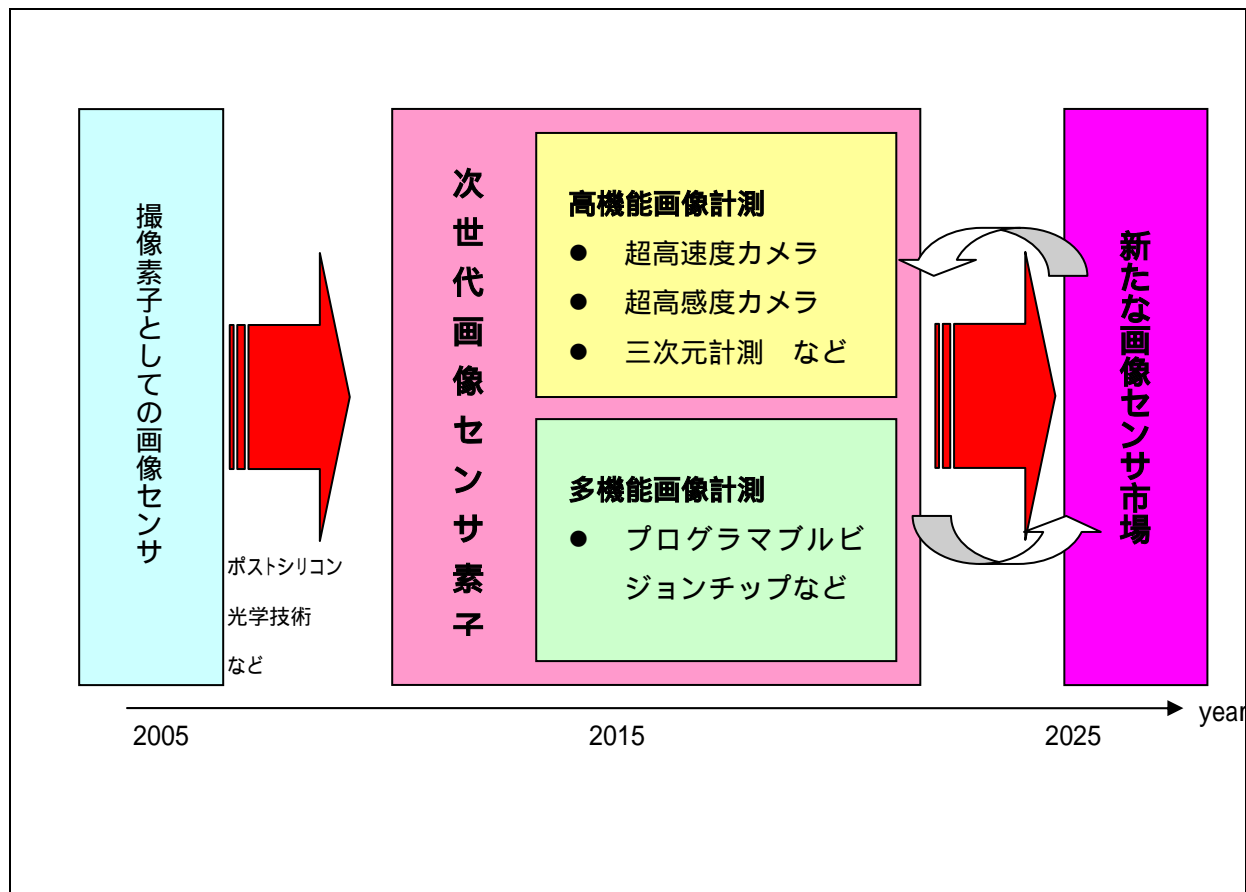 撮像素子としての画像センサ
ポストシリコン
光学技術
など
次世代画像センサ素子
高機能画像計測
● 超高速度カメラ
● 超高感度カメラ
● 三次元計測　など
多機能画像計測
● プログラマブルビ
ジョンチップなど
新たな画像センサ市場
2005
2015
2025
year